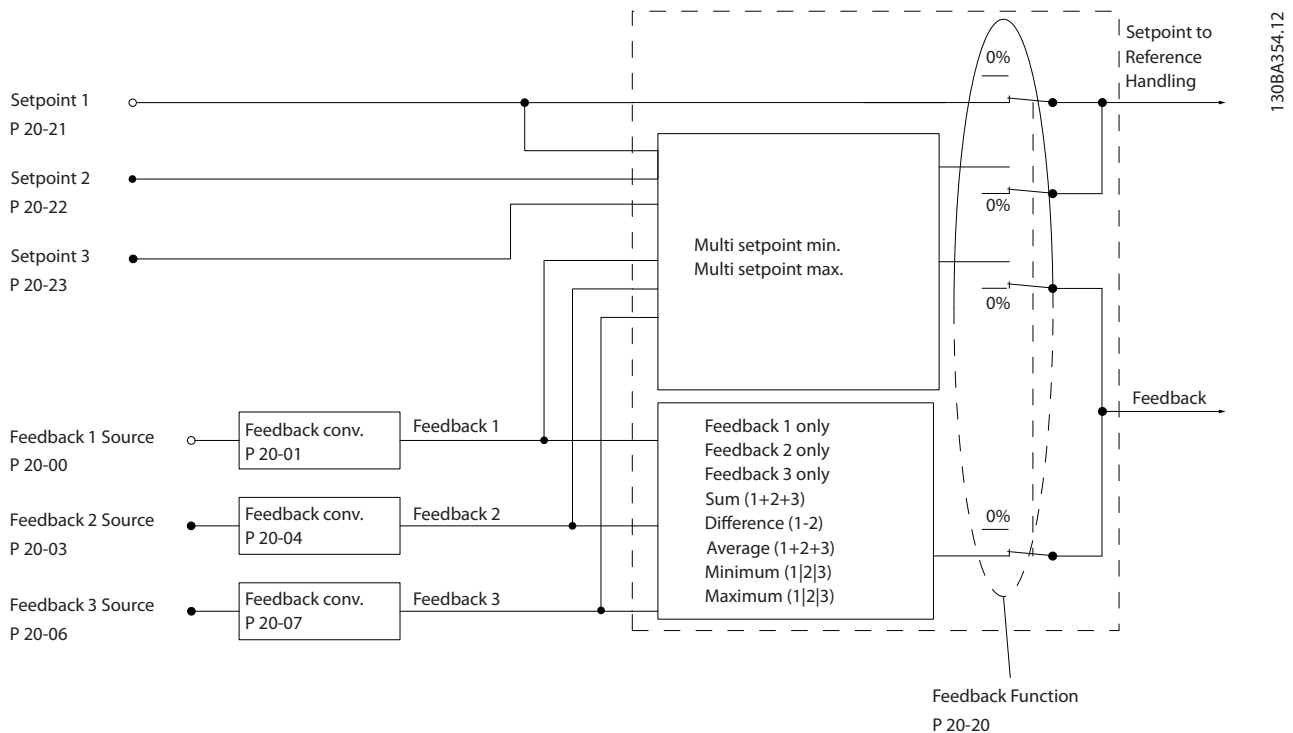 130BA354.12
Setpoint to
Reference
Handling
0%
Setpoint 1
P 20-21
Setpoint 2
P 20-22
0%
Setpoint 3
P 20-23
Multi setpoint min.
Multi setpoint max.
0%
Feedback
Feedback 1 Source
P 20-00
Feedback conv.
P 20-01
Feedback 1
Feedback 2 Source
P 20-03
Feedback conv.
P 20-04
Feedback 2
Feedback 3 Source
P 20-06
Feedback conv.
P 20-07
Feedback 3
Feedback 1 only
Feedback 2 only
Feedback 3 only
Sum (1+2+3)
Difference (1-2)
Average (1+2+3)
Minimum (1|2|3)
Maximum (1|2|3)
0%
Feedback Function
P 20-20